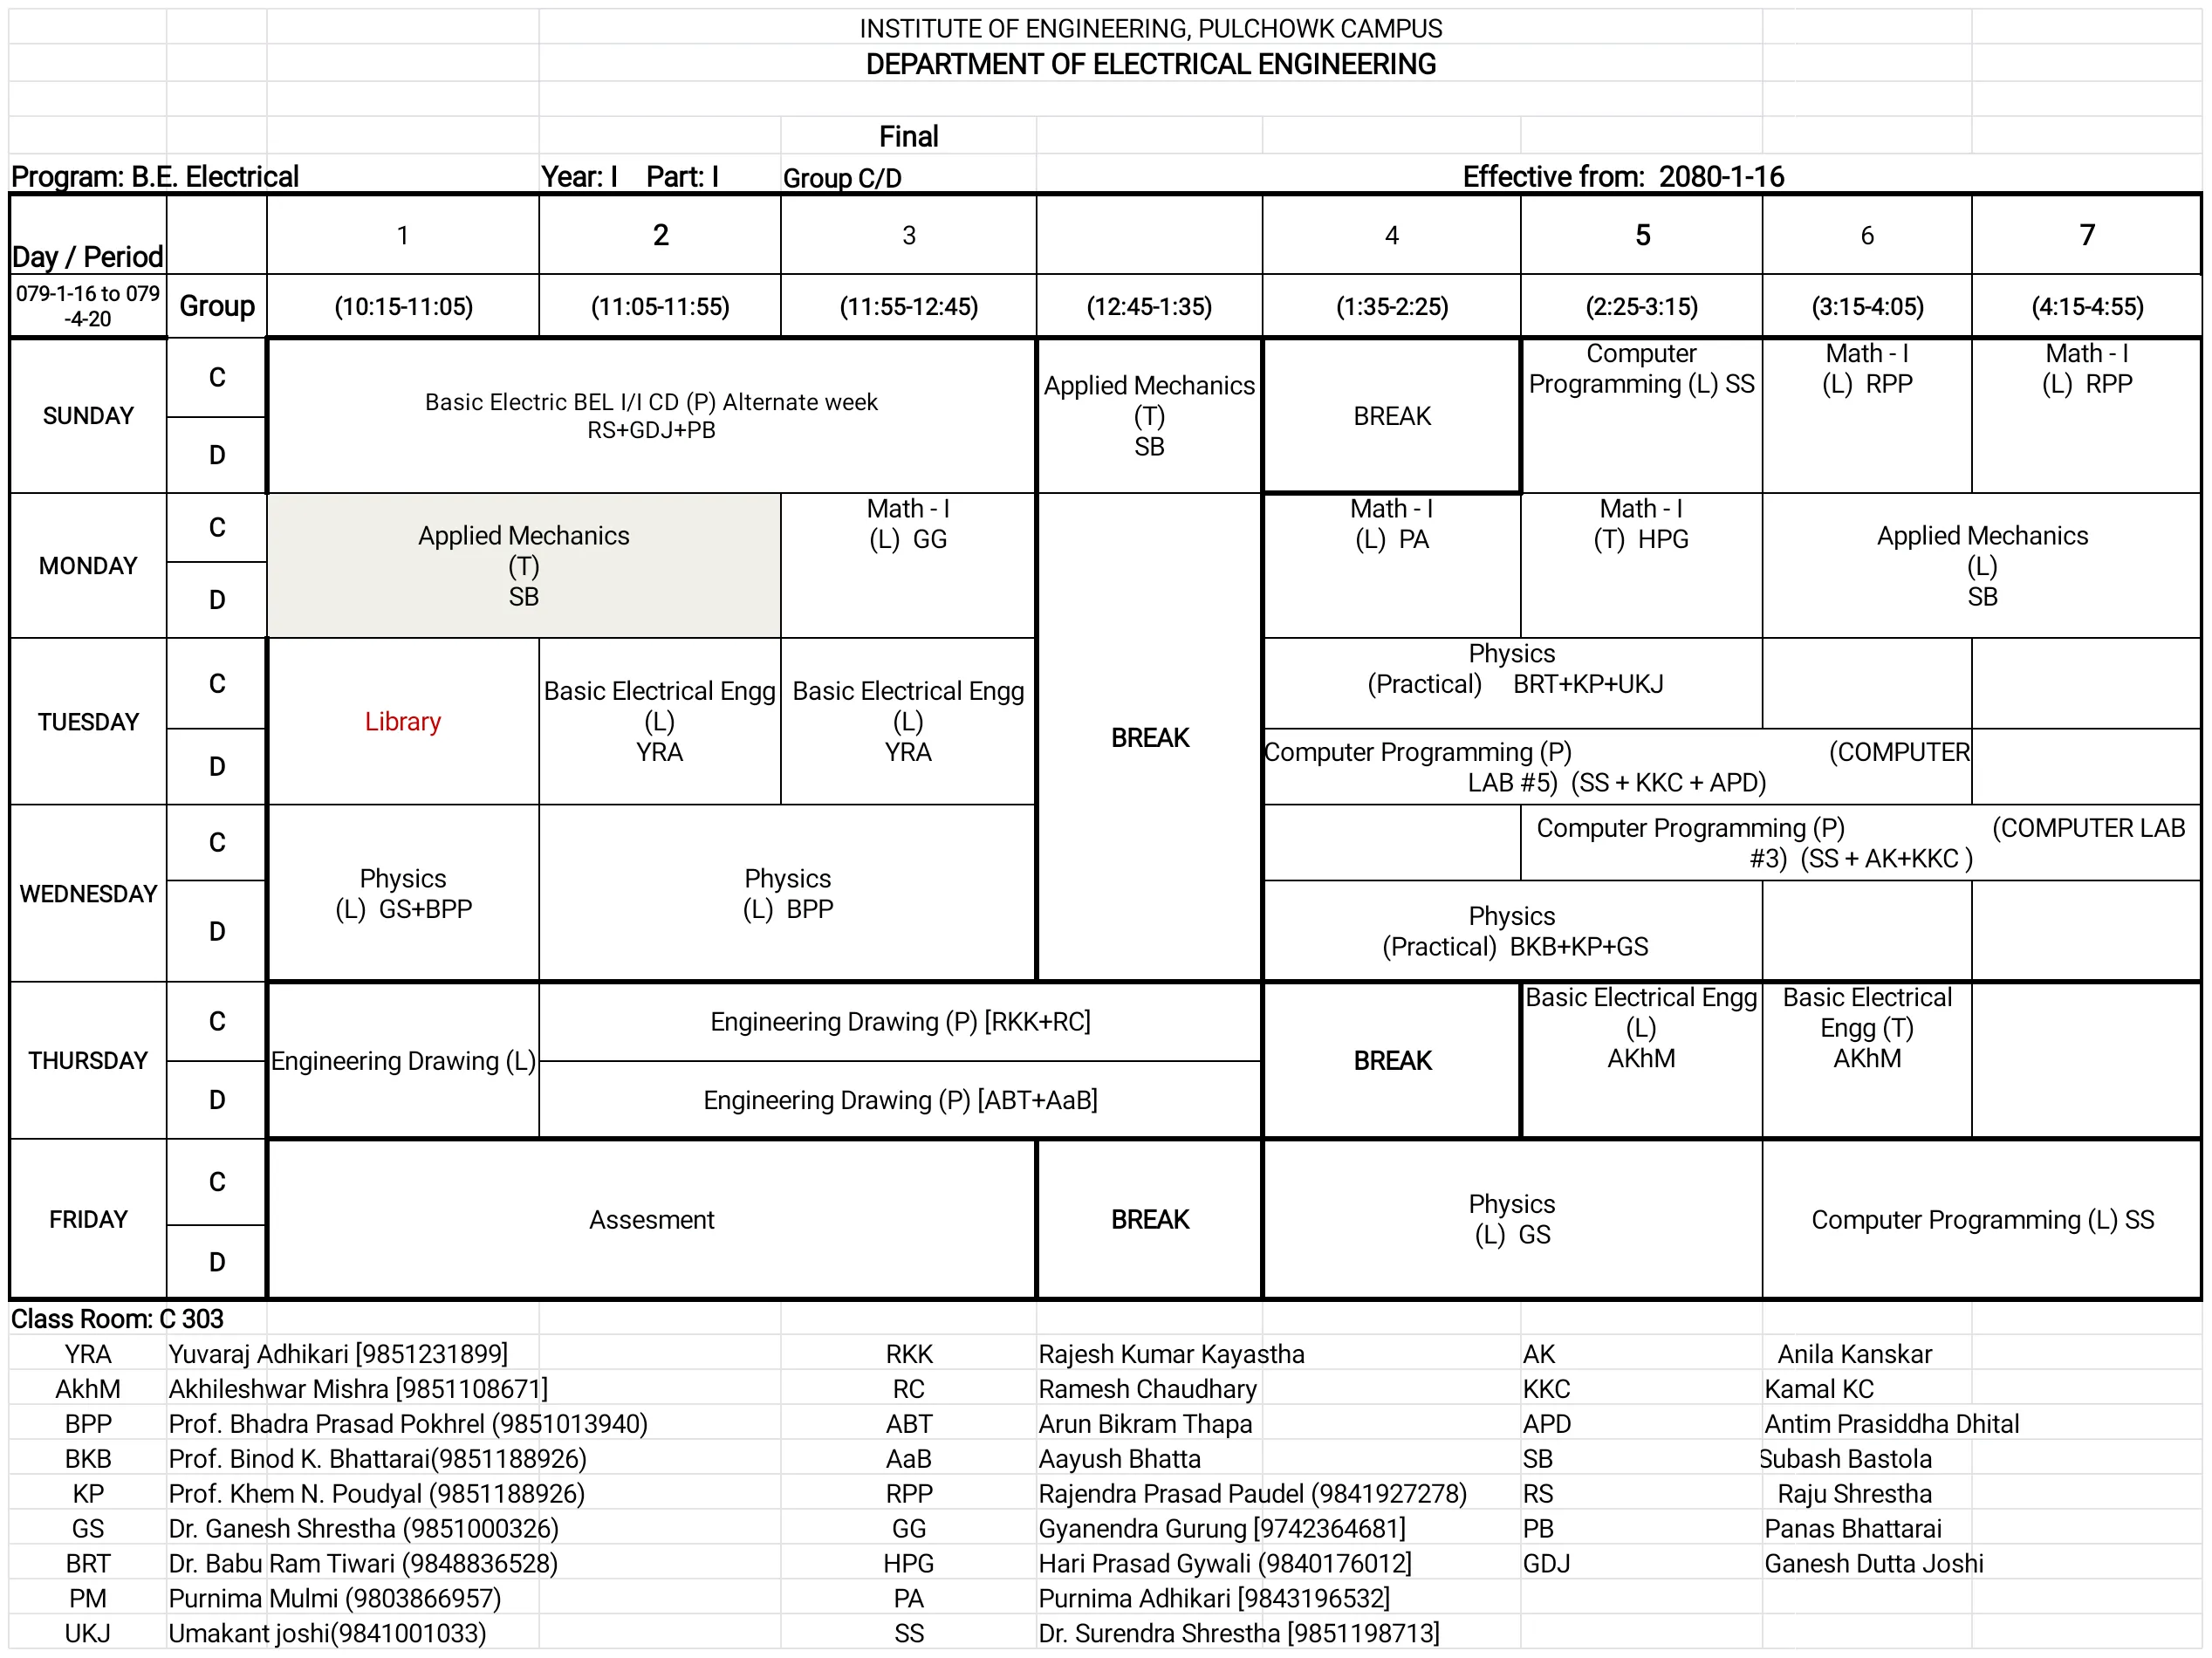 INSTITUTE OF ENGINEERING, PULCHOWK CAMPUS
DEPARTMENT OF ELECTRICAL ENGINEERING
Final
Program: B.E. Electrical Year: I Part: I Group C/D Effective from: 2080-1-16
Day / Period 1 2 3 4 5 6 7
079-1-16 to 079
-4-20
Group (10:15-11:05) (11:05-11:55) (11:55-12:45) (12:45-1:35) (1:35-2:25) (2:25-3:15) (3:15-4:05) (4:15-4:55)
SUNDAY
C
D
Basic Electric BEL I/I CD (P) Alternate week
RS+GDJ+PB
Applied Mechanics
(T)
SB
BREAK
Computer
Programming (L) SS
Math - I
(L) RPP
Math - I
(L) RPP
MONDAY
C
D
Applied Mechanics
(T)
SB
Math - I
(L) GG
BREAK
Math - I
(L) PA
Math - I
(T) HPG
Applied Mechanics
(L)
SB
TUESDAY
C
D
Library
Basic Electrical Engg
(L)
YRA
Basic Electrical Engg
(L)
YRA
Physics
(Practical) BRT+KP+UKJ
Computer Programming (P) (COMPUTER
LAB #5) (SS + KKC + APD)
WEDNESDAY
C
D
Physics
(L) GS+BPP
Physics
(L) BPP
Computer Programming (P) (COMPUTER LAB
#3) (SS + AK+KKC )
Physics
(Practical) BKB+KP+GS
THURSDAY
C
D
Engineering Drawing (L)
Engineering Drawing (P) [RKK+RC]
Engineering Drawing (P) [ABT+AaB]
BREAK
Basic Electrical Engg
(L)
AKhM
Basic Electrical
Engg (T)
AKhM
FRIDAY
C
D
Assesment
BREAK
Physics
(L) GS
Computer Programming (L) SS
Class Room: C 303
YRA Yuvaraj Adhikari [9851231899] RKK Rajesh Kumar Kayastha AK Anila Kanskar
AkhM Akhileshwar Mishra [9851108671] RC Ramesh Chaudhary KKC Kamal KC
BPP Prof. Bhadra Prasad Pokhrel (9851013940) ABT Arun Bikram Thapa APD Antim Prasiddha Dhital
BKB Prof. Binod K. Bhattarai(9851188926) AaB Aayush Bhatta SB Subash Bastola
KP Prof. Khem N. Poudyal (9851188926) RPP Rajendra Prasad Paudel (9841927278) RS Raju Shrestha
GS Dr. Ganesh Shrestha (9851000326) GG Gyanendra Gurung [9742364681] PB Panas Bhattarai
BRT Dr. Babu Ram Tiwari (9848836528) HPG Hari Prasad Gywali (9840176012] GDJ Ganesh Dutta Joshi
PM Purnima Mulmi (9803866957) PA Purnima Adhikari [9843196532]
UKJ Umakant joshi(9841001033) SS Dr. Surendra Shrestha [9851198713]